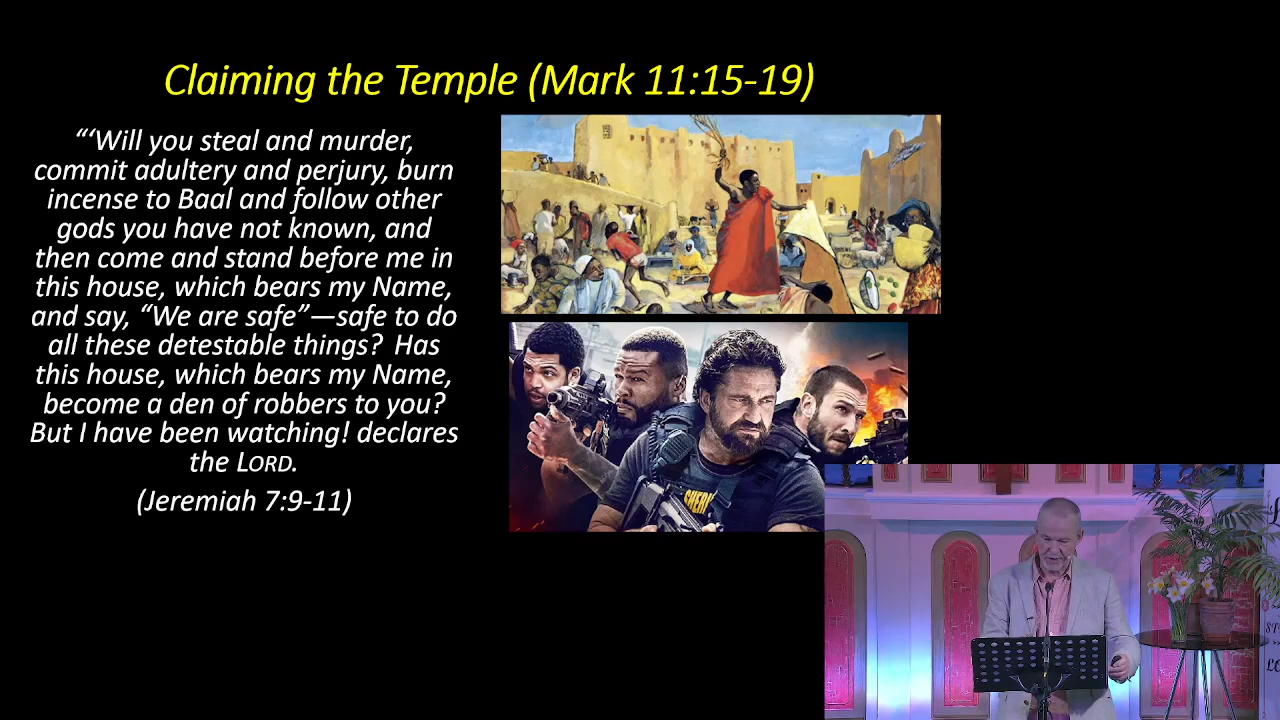 Claiming the Temple (Mark 11:15-19)
“‘Will you steal and murder,
commit adultery and perjury, burn
incense to Baal and follow other
gods you have not known, and
then come and stand before me in
this house, which bears my Name,
and say, “We are safe”—safe to do
all these detestable things? Has
this house, which bears my Name,
become a den of robbers to you?
But I have been watching! declares
the LORD.
(Jeremiah 7:9-11)